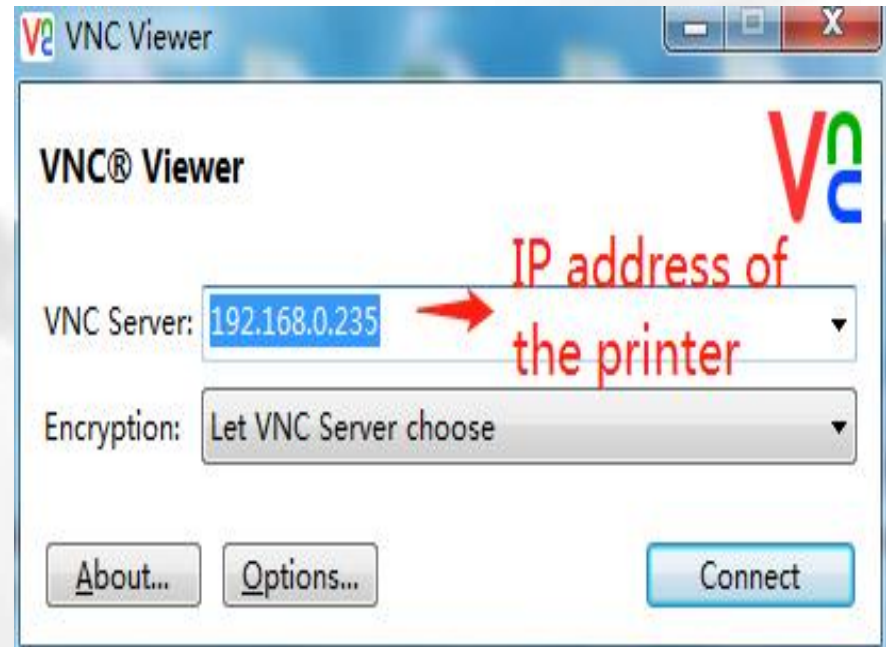 VNC Viewer
VNC® Viewer
VNC
VNC Server: 192.168.0.235
IP address of
the printer
Encryption: Let VNC Server choose
About... Options... Connect